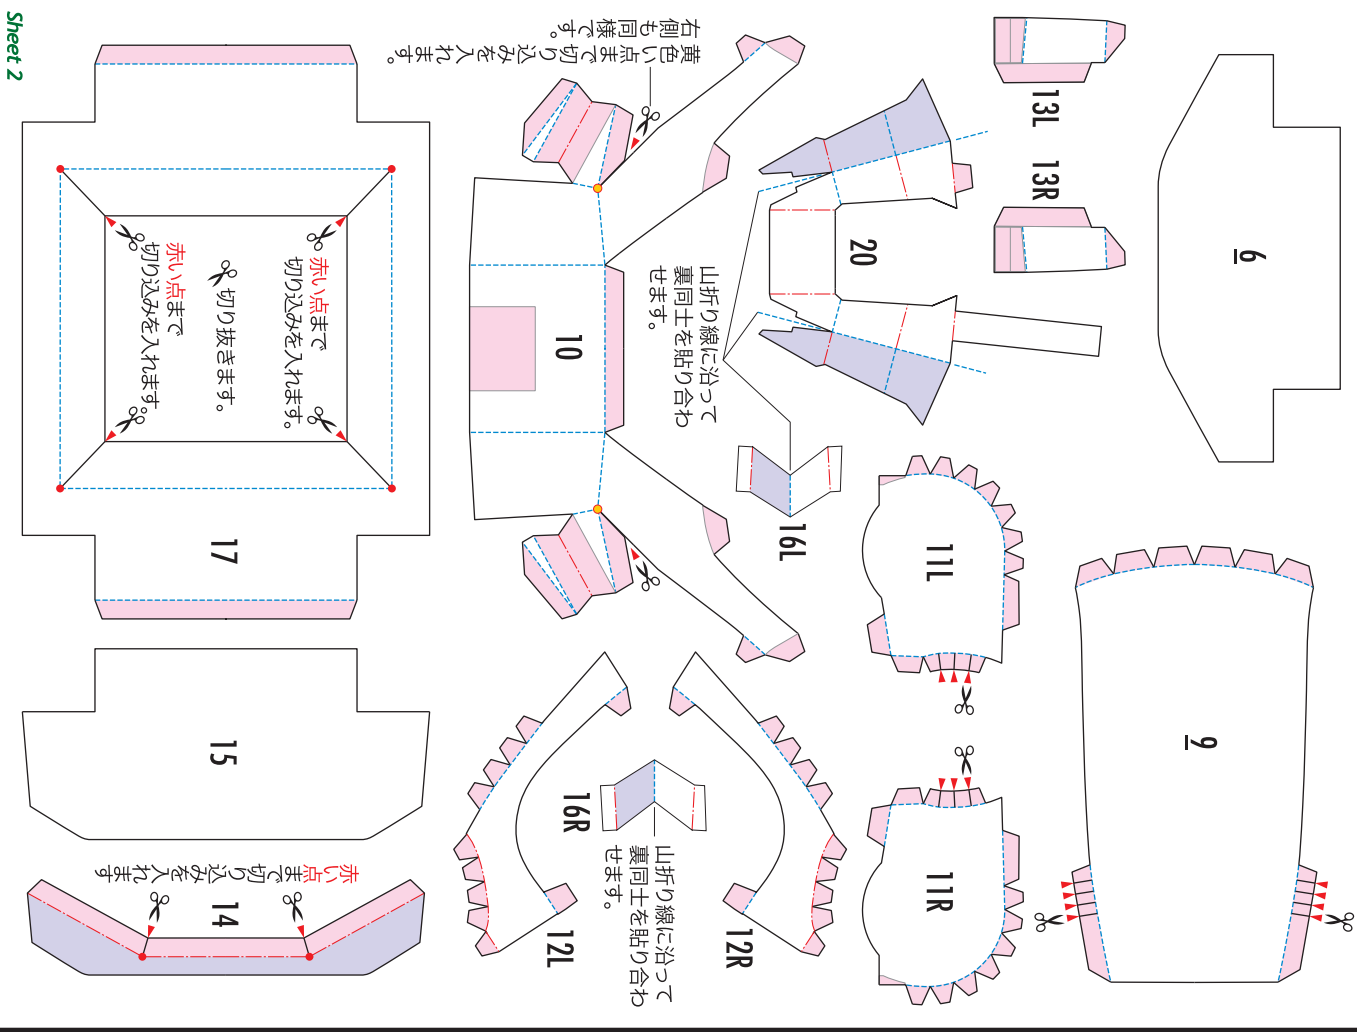 Sheet 2
黄色い点まで切り込みを入れます。
右側も同様です。
13L
13R
6
20
山折り線に沿って
裏同士を貼り合わ
せます。
10
赤い点まで
切り込みを入れます。
切り抜きます。
赤い点まで
切り込みを入れます。
17
16L
11L
9
15
16R
山折り線に沿って
裏同士を貼り合わ
せます。
11R
12L
12R
赤い点まで切り込みを入れます
14